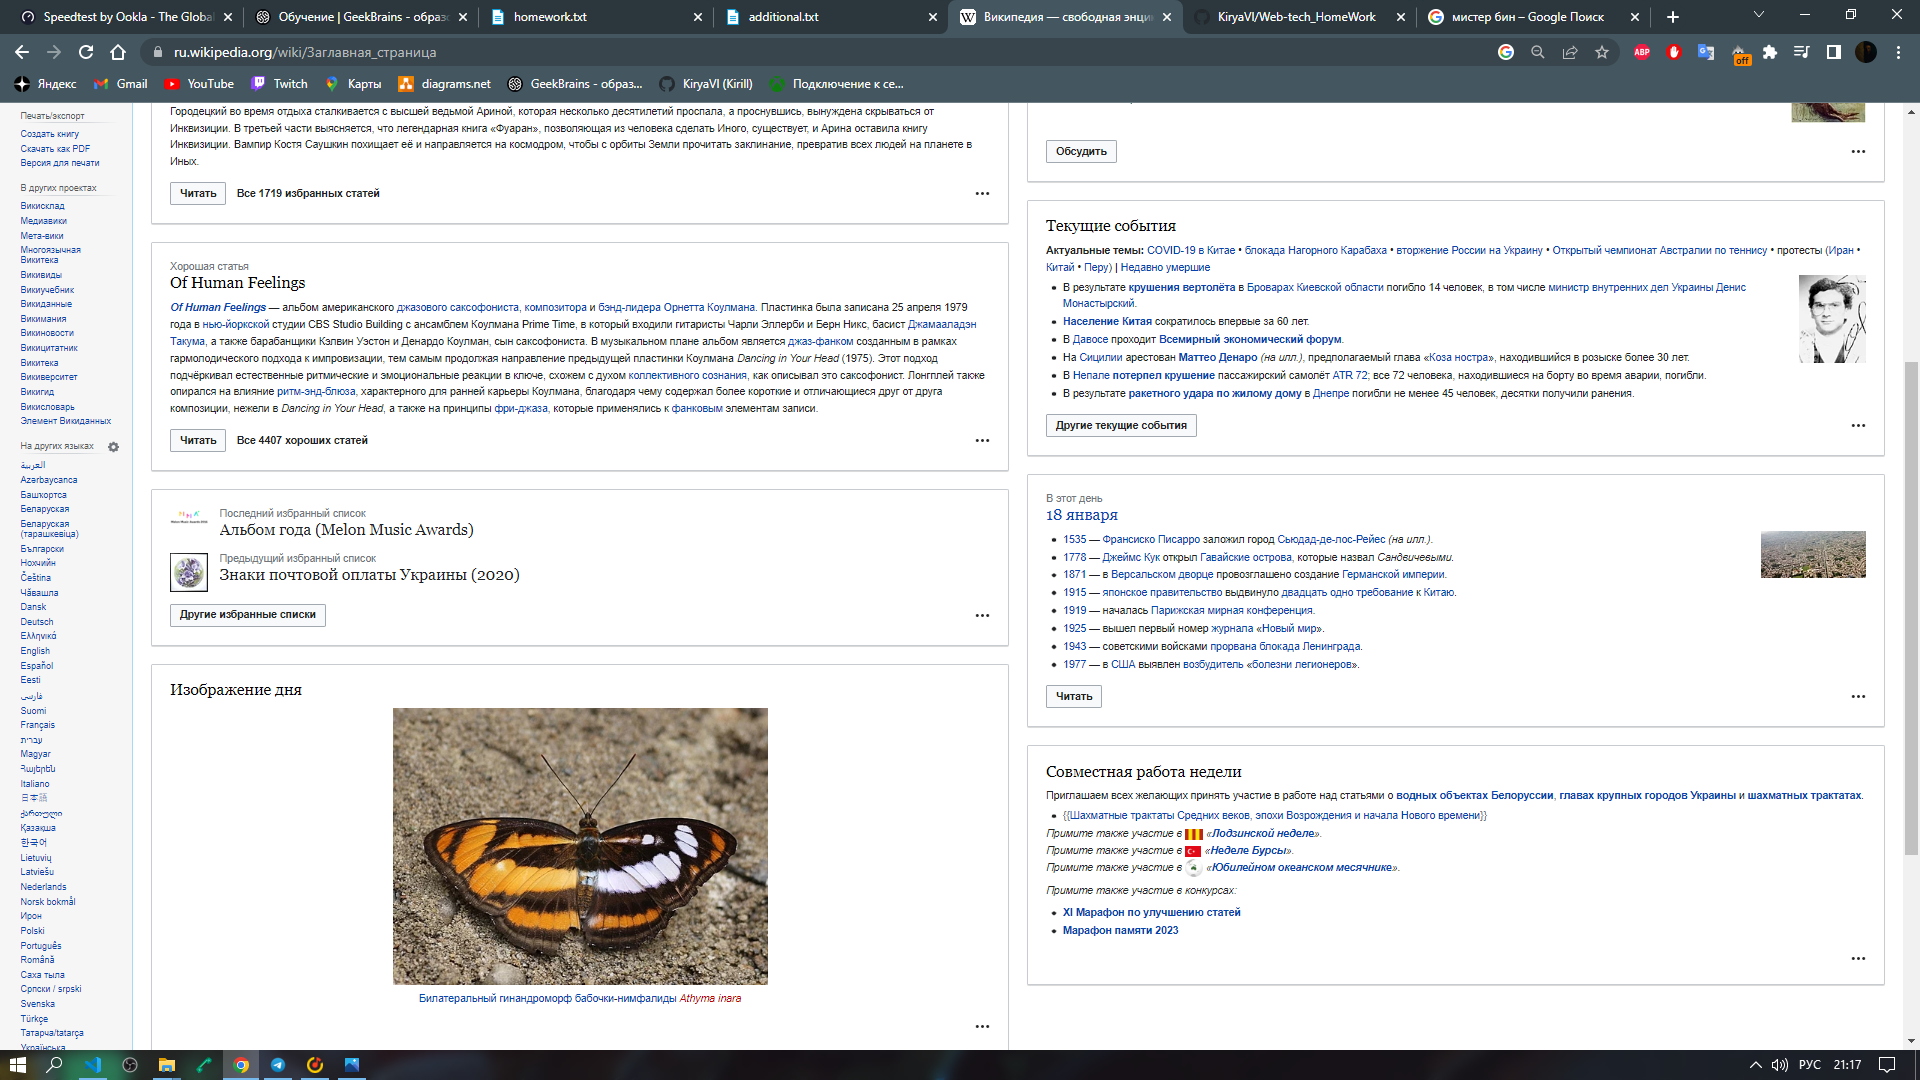 Speedtest by Ookla - The Global
Обучение | GeekBrains - образо
homework.txt
additional.txt
Википедия — свободная энци
KiryaVI/Web-tech_HomeWork
мистер бин – Google Поиск
ru.wikipedia.org/wiki/Заглавная_страница
ABP
off
Яндекс
Gmail
YouTube
Twitch
Карты
diagrams.net
GeekBrains - образ...
KiryaVI (Kirill)
Подключение к се...
Печать/экспорт
Создать книгу
Скачать как PDF
Версия для печати
В других проектах
Викисклад
Медиавики
Мета-вики
Многоязычная
Викитека
Викивиды
Викиучебник
Викиданные
Викимания
Викиновости
Викицитатник
Викитека
Викиверситет
Викигид
Викисловарь
Элемент Викиданных
На других языках
العربية
Azərbaycanca
Башҡортса
Беларуская
Беларуская
(тарашкевіца)
Български
Нохчийн
Čeština
Чӑвашла
Dansk
Deutsch
Ελληνικά
English
Español
Eesti
فارسی
Suomi
Français
עברית
Magyar
Հայերեն
Italiano
日本語
ქართული
Қазақша
한국어
Lietuvių
Latviešu
Nederlands
Norsk bokmål
Ирон
Polski
Português
Română
Саха тыла
Српски / srpski
Svenska
Türkçe
Татарча/tatarça
Українська
Городецкий во время отдыха сталкивается с высшей ведьмой Ариной, которая несколько десятилетий проспала, а проснувшись, вынуждена скрываться от
Инквизиции. В третьей части выясняется, что легендарная книга «Фуаран», позволяющая из человека сделать Иного, существует, и Арина оставила книгу
Инквизиции. Вампир Костя Саушкин похищает её и направляется на космодром, чтобы с орбиты Земли прочитать заклинание, превратив всех людей на планете в
Иных.
Читать
Все 1719 избранных статей
Хорошая статья
Of Human Feelings
Of Human Feelings — альбом американского джазового саксофониста, композитора и бэнд-лидера Орнетта Коулмана. Пластинка была записана 25 апреля 1979
года в нью-йоркской студии CBS Studio Building с ансамблем Коулмана Prime Time, в который входили гитаристы Чарли Эллерби и Берн Никс, басист Джамааладэн
Такума, а также барабанщики Кэлвин Уэстон и Денардо Коулман, сын саксофониста. В музыкальном плане альбом является джаз-фанком созданным в рамках
гармолодического подхода к импровизации, тем самым продолжая направление предыдущей пластинки Коулмана Dancing in Your Head (1975). Этот подход
подчёркивал естественные ритмические и эмоциональные реакции в ключе, схожем с духом коллективного сознания, как описывал это саксофонист. Лонгплей также
опирался на влияние ритм-энд-блюза, характерного для ранней карьеры Коулмана, благодаря чему содержал более короткие и отличающиеся друг от друга
композиции, нежели в Dancing in Your Head, а также на принципы фри-джаза, которые применялись к фанковым элементам записи.
Читать
Все 4407 хороших статей
Последний избранный список
Альбом года (Melon Music Awards)
Предыдущий избранный список
Знаки почтовой оплаты Украины (2020)
Другие избранные списки
Изображение дня
Билатеральный гинандроморф бабочки-нимфалиды Athyma inara
Обсудить
Текущие события
Актуальные темы: COVID-19 в Китае • блокада Нагорного Карабаха • вторжение России на Украину • Открытый чемпионат Австралии по теннису • протесты (Иран •
Китай • Перу) | Недавно умершие
В результате крушения вертолёта в Броварах Киевской области погибло 14 человек, в том числе министр внутренних дел Украины Денис
Монастырский.
Население Китая сократилось впервые за 60 лет.
В Давосе проходит Всемирный экономический форум.
На Сицилии арестован Маттео Денаро (на илл.), предполагаемый глава «Коза ностра», находившийся в розыске более 30 лет.
В Непале потерпел крушение пассажирский самолёт ATR 72; все 72 человека, находившиеся на борту во время аварии, погибли.
В результате ракетного удара по жилому дому в Днепре погибли не менее 45 человек, десятки получили ранения.
Другие текущие события
В этот день
18 января
1535 — Франсиско Писарро заложил город Сьюдад-де-лос-Рейес (на илл.).
1778 — Джеймс Кук открыл Гавайские острова, которые назвал Сандвичевыми.
1871 — в Версальском дворце провозглашено создание Германской империи.
1915 — японское правительство выдвинуло двадцать одно требование к Китаю.
1919 — началась Парижская мирная конференция.
1925 — вышел первый номер журнала «Новый мир».
1943 — советскими войсками прорвана блокада Ленинграда.
1977 — в США выявлен возбудитель «болезни легионеров».
Читать
Совместная работа недели
Приглашаем всех желающих принять участие в работе над статьями о водных объектах Белоруссии, главах крупных городов Украины и шахматных трактатах.
{{Шахматные трактаты Средних веков, эпохи Возрождения и начала Нового времени}}
Примите также участие в «Лодзинской неделе».
Примите также участие в «Неделе Бурсы».
Примите также участие в «Юбилейном океанском месячнике».
Примите также участие в конкурсах:
XI Марафон по улучшению статей
Марафон памяти 2023
РУС
21:17